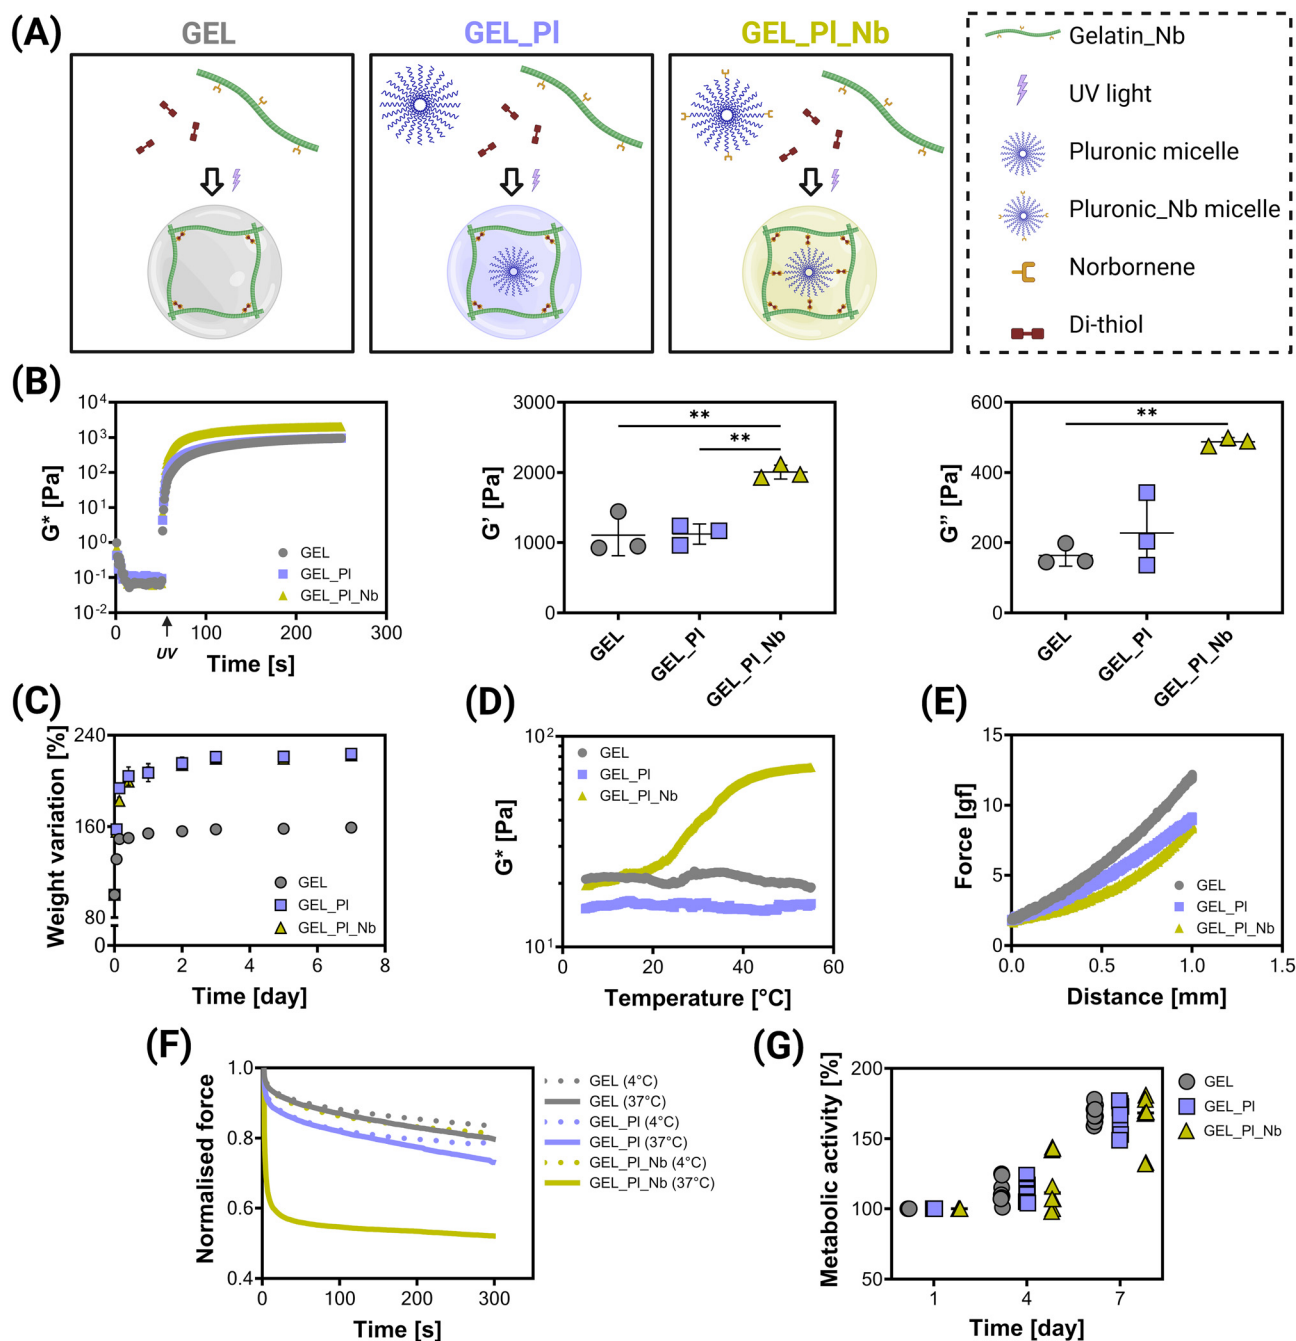 (A)
GEL
GEL_Pl
GEL_Pl_Nb
Gelatin_Nb
UV light
Pluronic micelle
Pluronic_Nb micelle
Norbornene
Di-thiol
(B)
G* [Pa]
10⁴
10³
10²
10¹
10⁰
10⁻¹
10⁻²
GEL
GEL_Pl
GEL_Pl_Nb
0
100
200
300
UV
Time [s]
G’ [Pa]
3000
2000
1000
0
**
**
GEL
GEL_Pl
GEL_Pl_Nb
G’’ [Pa]
600
400
200
0
**
GEL
GEL_Pl
GEL_Pl_Nb
(C)
Weight variation [%]
240
160
80
0
GEL
GEL_Pl
GEL_Pl_Nb
0
2
4
6
8
Time [day]
(D)
G* [Pa]
10²
10¹
GEL
GEL_Pl
GEL_Pl_Nb
0
20
40
60
Temperature [°C]
(E)
Force [gf]
15
10
5
0
GEL
GEL_Pl
GEL_Pl_Nb
0.0
0.5
1.0
1.5
Distance [mm]
(F)
Normalised force
1.0
0.8
0.6
0.4
0
100
200
300
Time [s]
GEL (4°C)
GEL (37°C)
GEL_Pl (4°C)
GEL_Pl (37°C)
GEL_Pl_Nb (4°C)
GEL_Pl_Nb (37°C)
(G)
Metabolic activity [%]
200
150
100
50
1
4
7
Time [day]
GEL
GEL_Pl
GEL_Pl_Nb